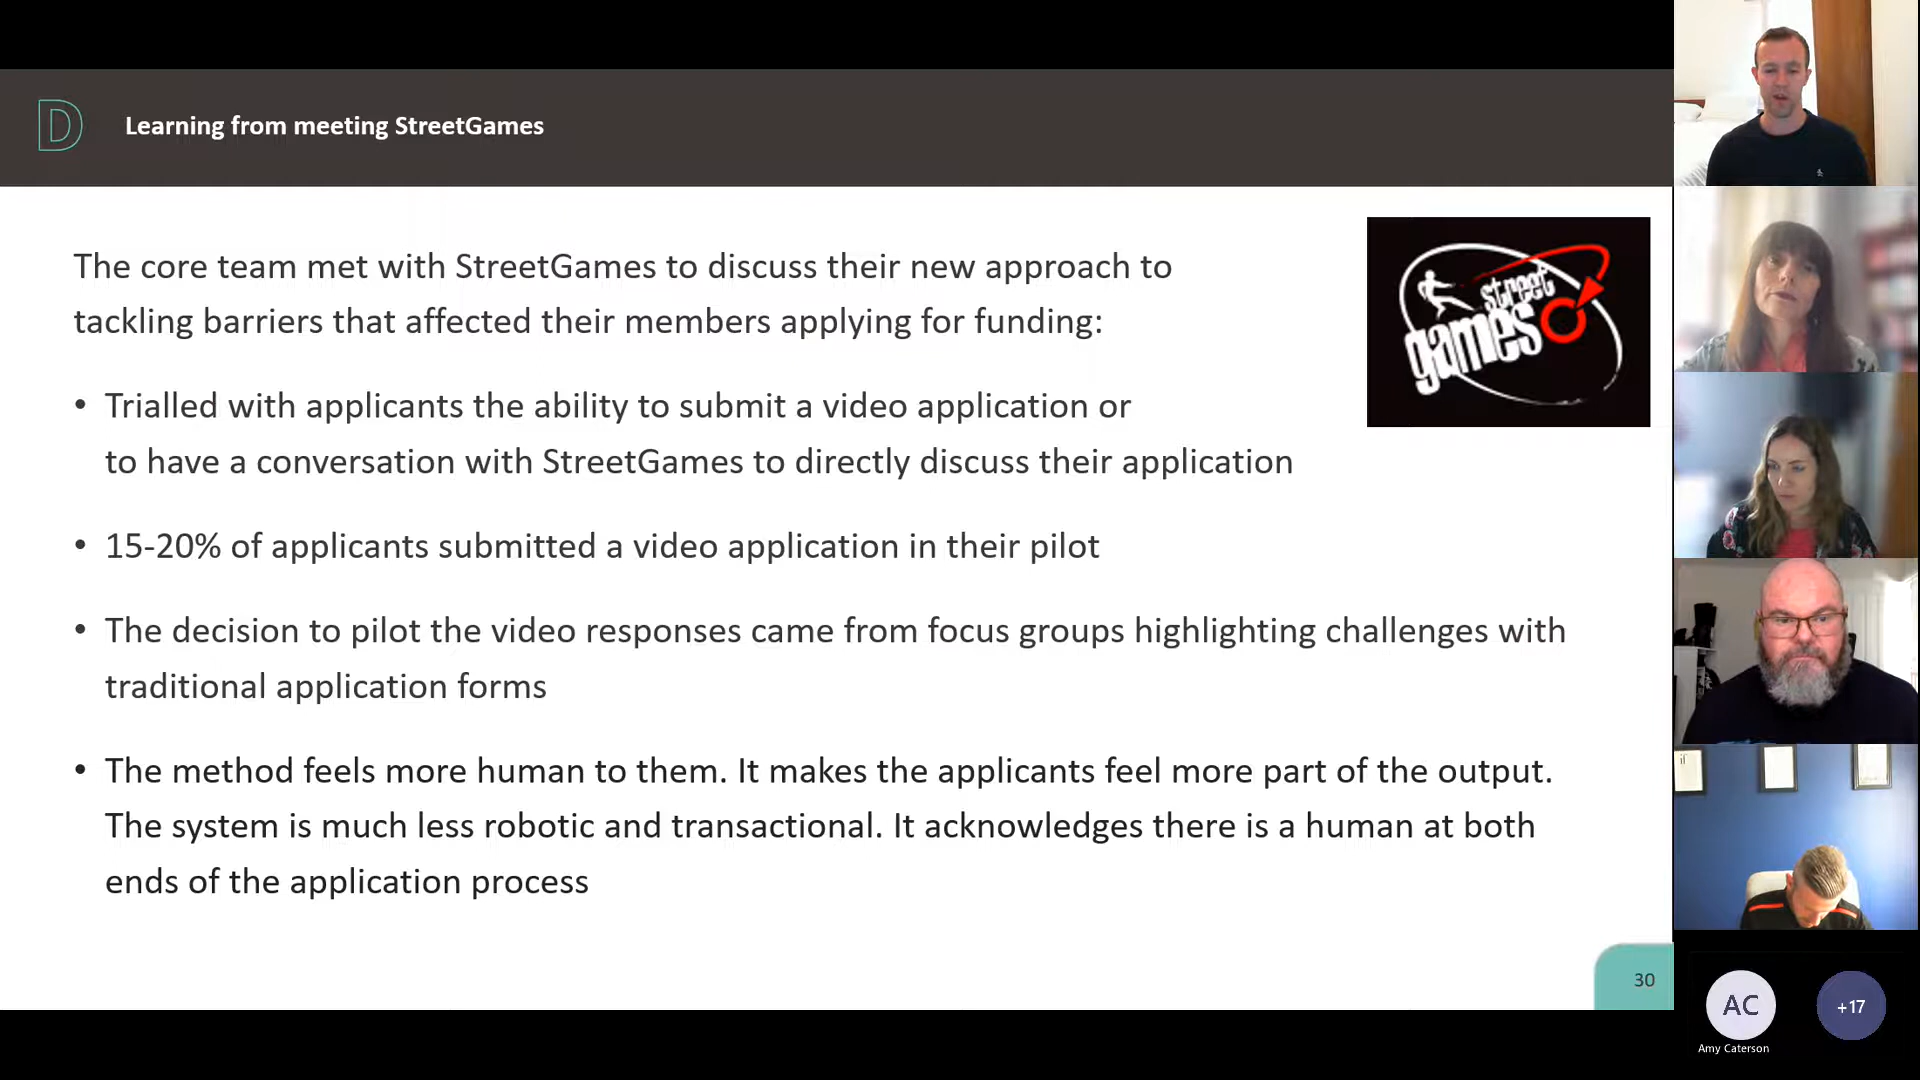 D
Learning from meeting StreetGames
The core team met with StreetGames to discuss their new approach to
tackling barriers that affected their members applying for funding:
street
games
• Trialled with applicants the ability to submit a video application or
to have a conversation with StreetGames to directly discuss their application
• 15-20% of applicants submitted a video application in their pilot
• The decision to pilot the video responses came from focus groups highlighting challenges with
traditional application forms
• The method feels more human to them. It makes the applicants feel more part of the output.
The system is much less robotic and transactional. It acknowledges there is a human at both
ends of the application process
30
AC
+17
Amy Caterson